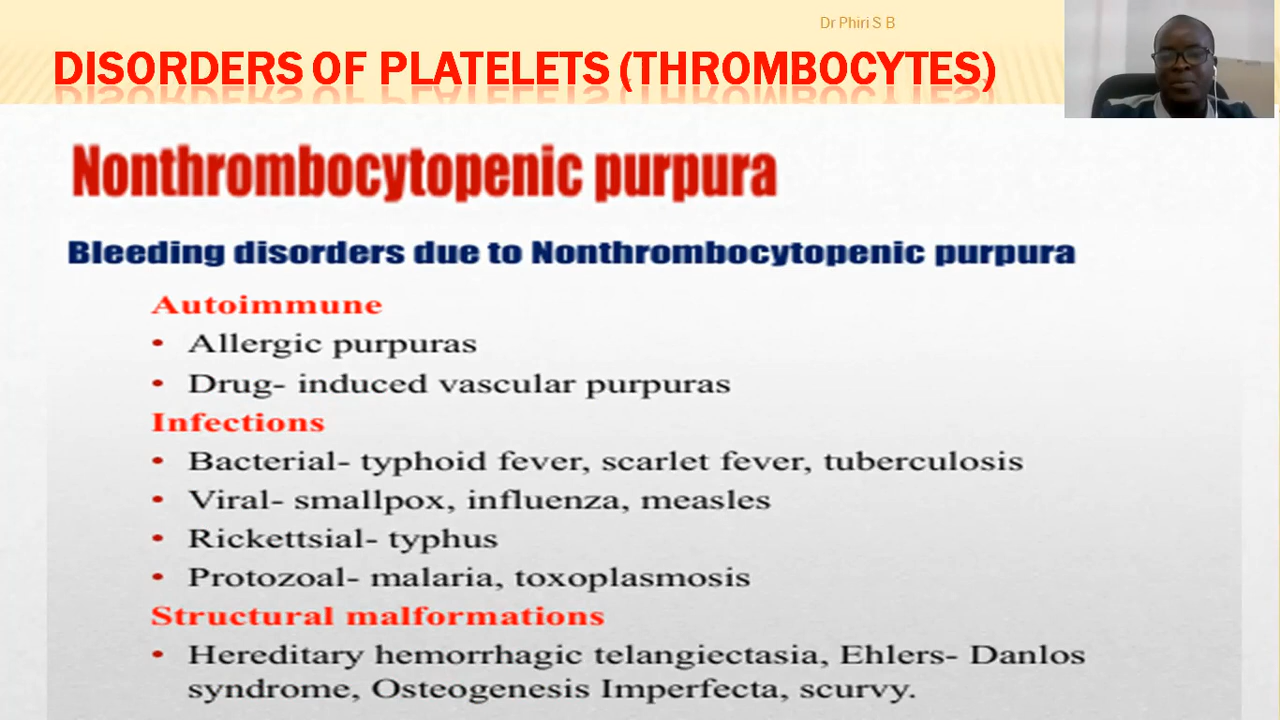 Dr Phiri S B
DISORDERS OF PLATELETS (THROMBOCYTES)
Nonthrombocytopenic purpura
Bleeding disorders due to Nonthrombocytopenic purpura
Autoimmune
• Allergic purpuras
• Drug- induced vascular purpuras
Infections
• Bacterial- typhoid fever, scarlet fever, tuberculosis
• Viral- smallpox, influenza, measles
• Rickettsial- typhus
• Protozoal- malaria, toxoplasmosis
Structural malformations
• Hereditary hemorrhagic telangiectasia, Ehlers- Danlos
syndrome, Osteogenesis Imperfecta, scurvy.